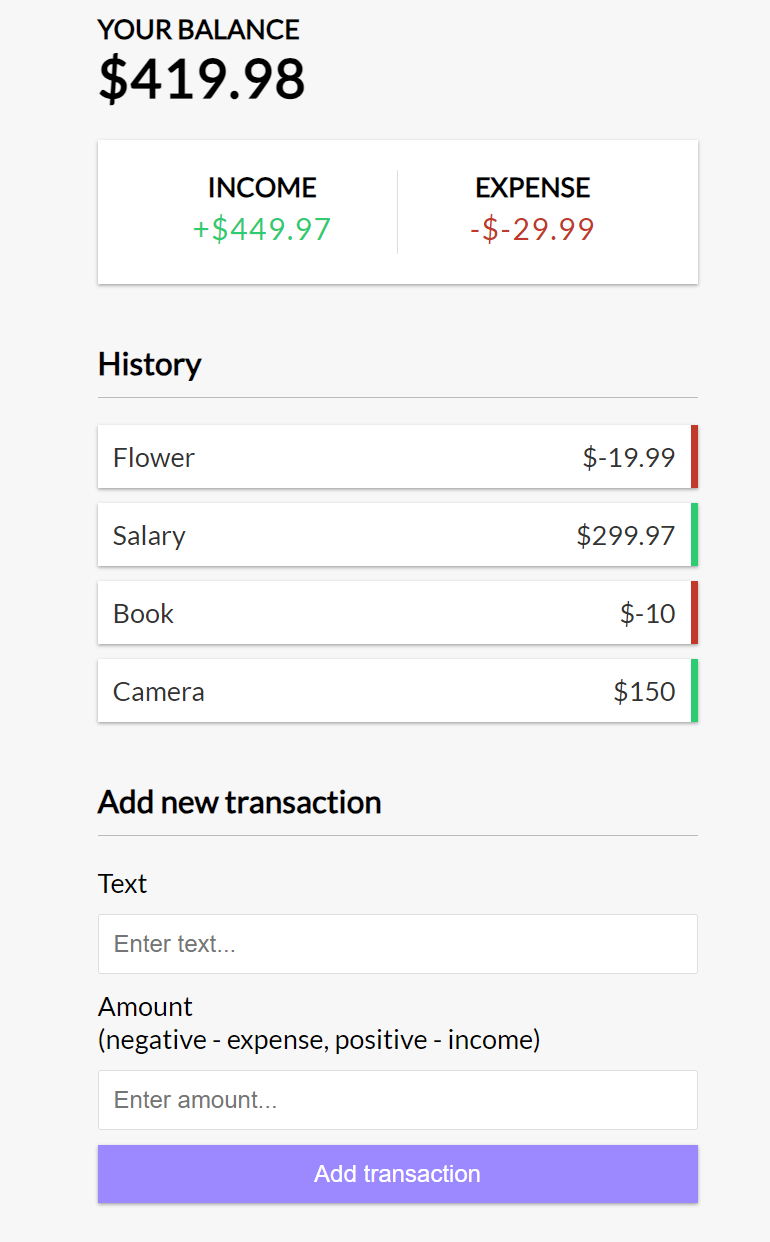 YOUR BALANCE
$419.98
INCOME
+$449.97
EXPENSE
-$-29.99
History
Flower $-19.99
Salary $299.97
Book $-10
Camera $150
Add new transaction
Text
Enter text...
Amount
(negative - expense, positive - income)
Enter amount...
Add transaction